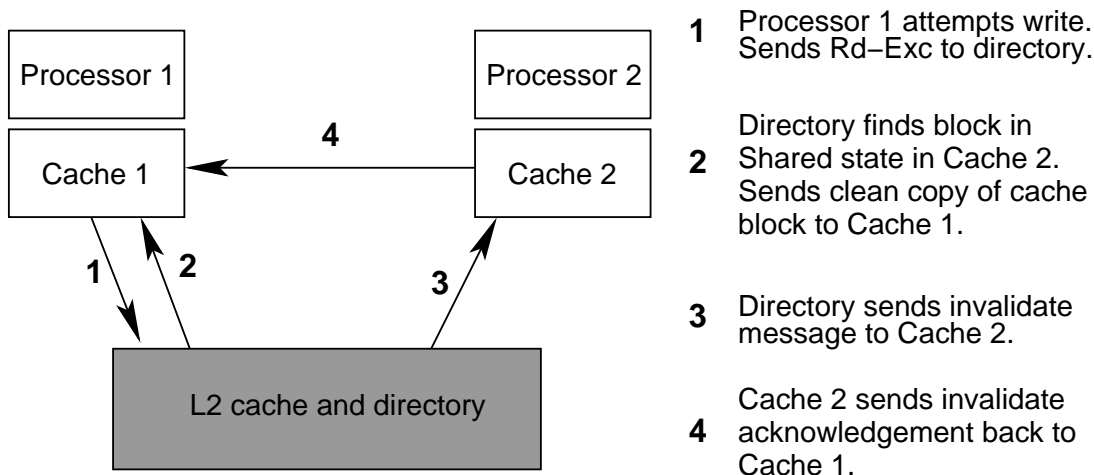 Processor 1
Cache 1
Processor 2
Cache 2
4
1
2
3
L2 cache and directory
1 Processor 1 attempts write.
Sends Rd−Exc to directory.
Directory finds block in
2 Shared state in Cache 2.
Sends clean copy of cache
block to Cache 1.
3 Directory sends invalidate
message to Cache 2.
Cache 2 sends invalidate
4 acknowledgement back to
Cache 1.